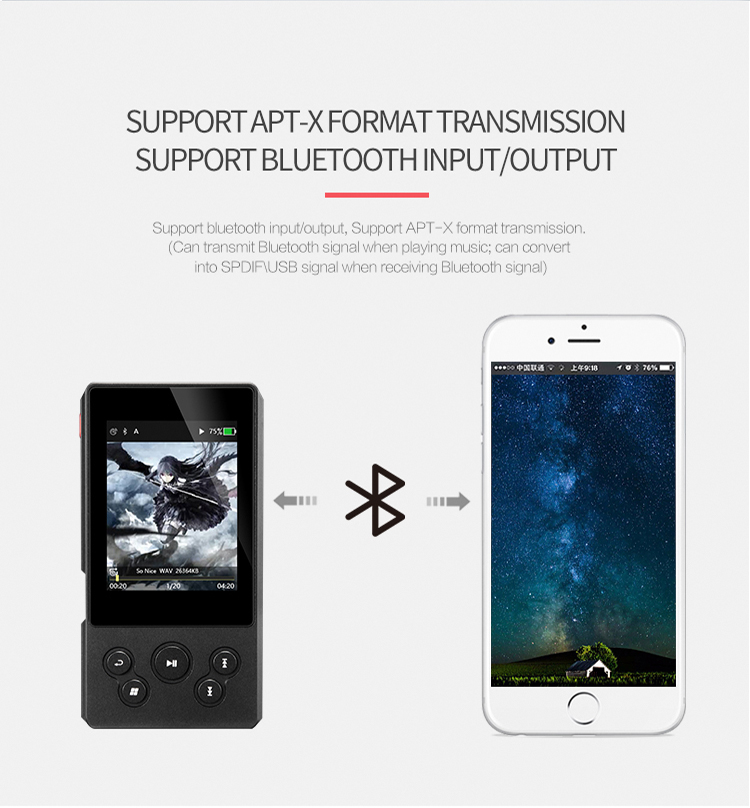 SUPPORT APT-X FORMAT TRANSMISSION
SUPPORT BLUETOOTH INPUT/OUTPUT
Support bluetooth input/output, Support APT-X format transmission.
(Can transmit Bluetooth signal when playing music; can convert
into SPDIF\USB signal when receiving Bluetooth signal)
中国联通 上午9:18 76%
A 75%
So Nice WAV 26364KB
00:20 1/20 04:20